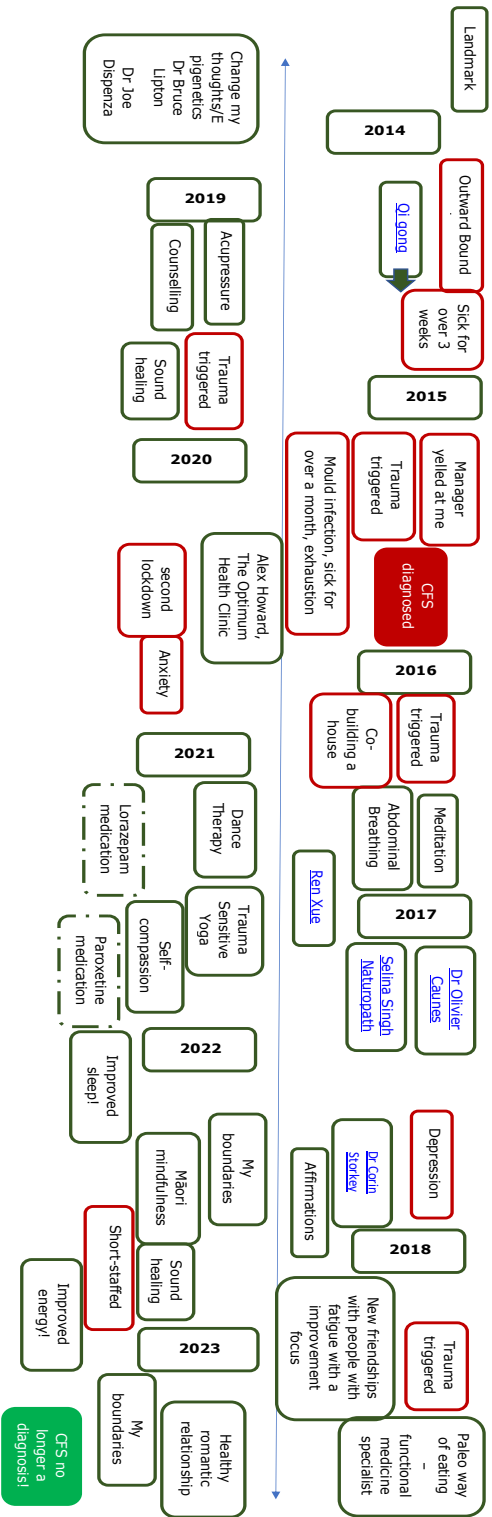 Landmark
2014
Outward Bound
Qi gong
Sick for
over 3
weeks
2015
Manager
yelled at me
Trauma
triggered
Mould infection, sick for
over a month, exhaustion
CFS
diagnosed
2016
Trauma
triggered
Co-
building a
house
Meditation
Abdominal
Breathing
2017
Ren Xue
Dr Olivier
Caunes
Selina Singh
Naturopath
Depression
Dr Corin
Storkey
Affirmations
2018
New friendships
with people with
fatigue with a
improvement
focus
Trauma
triggered
Paleo way
of eating
–
functional
medicine
specialist
Change my
thoughts/E
pigenetics
Dr Bruce
Lipton
Dr Joe
Dispenza
2019
Acupressure
Counselling
Trauma
triggered
Sound
healing
2020
Alex Howard,
The Optimum
Health Clinic
second
lockdown
Anxiety
2021
Dance
Therapy
Lorazepam
medication
Trauma
Sensitive
Yoga
Self-
compassion
Paroxetine
medication
2022
Improved
sleep!
My
boundaries
Māori
mindfulness
Short-staffed
Sound
healing
Improved
energy!
2023
My
boundaries
Healthy
romantic
relationship
CFS no
longer a
diagnosis!